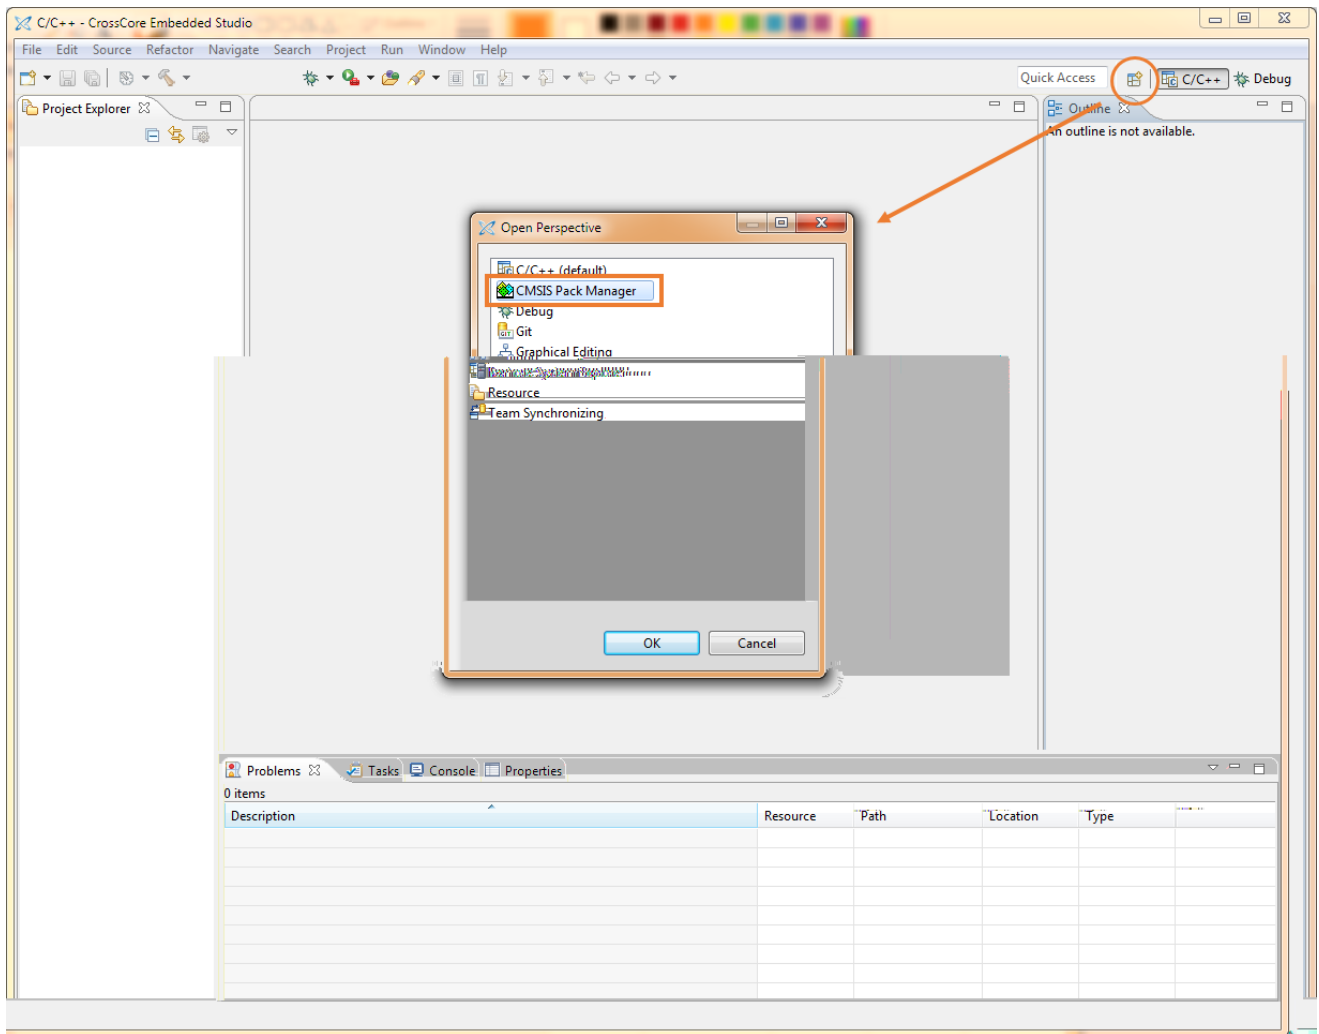 C/C++ - CrossCore Embedded Studio
File Edit Source Refactor Navigate Search Project Run Window Help
Quick Access C/C++ Debug
Project Explorer
Outline
An outline is not available.
Open Perspective
C/C++ (default)
CMSIS Pack Manager
Debug
GIT Git
Graphical Editing
Resource
Team Synchronizing
OK Cancel
Problems Tasks Console Properties
0 items
Description Resource Path Location Type